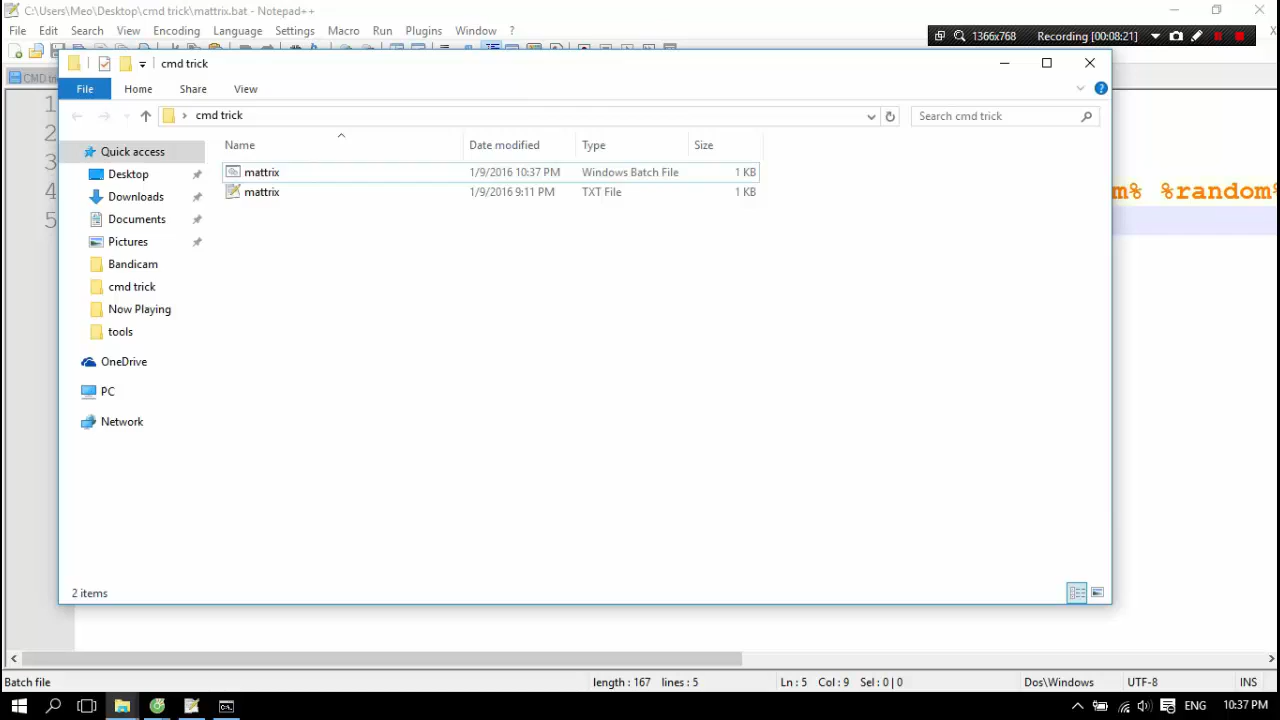 C:\Users\Meo\Desktop\cmd trick\mattrix.bat - Notepad++
File Edit Search View Encoding Language Settings Macro Run Plugins Window ?
1366x768 Recording [00:08:21]
cmd trick
File Home Share View
CMD
cmd trick
Search cmd trick
Name Date modified Type Size
Quick access
Desktop
Downloads
Documents
Pictures
Bandicam
cmd trick
Now Playing
tools
OneDrive
PC
Network
mattrix 1/9/2016 10:37 PM Windows Batch File 1 KB
mattrix 1/9/2016 9:11 PM TXT File 1 KB
1
2
3
4 m% %random%
5
2 items
Batch file length : 167 lines : 5 Ln : 5 Col : 9 Sel : 0 | 0 Dos\Windows UTF-8 INS
ENG 10:37 PM